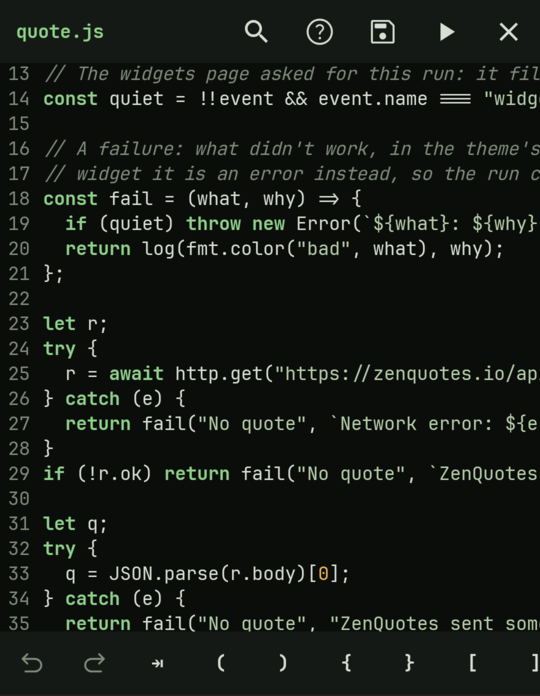 quote.js
13 // The widgets page asked for this run: it fil
14 const quiet = !!event && event.name === "widg
15
16 // A failure: what didn't work, in the theme's
17 // widget it is an error instead, so the run c
18 const fail = (what, why) => {
19   if (quiet) throw new Error(`${what}: ${why}
20   return log(fmt.color("bad", what), why);
21 };
22
23 let r;
24 try {
25   r = await http.get("https://zenquotes.io/ap
26 } catch (e) {
27   return fail("No quote", `Network error: ${e
28 }
29 if (!r.ok) return fail("No quote", `ZenQuotes
30
31 let q;
32 try {
33   q = JSON.parse(r.body)[0];
34 } catch (e) {
35   return fail("No quote", "ZenQuotes sent som
( ) { } [ ]